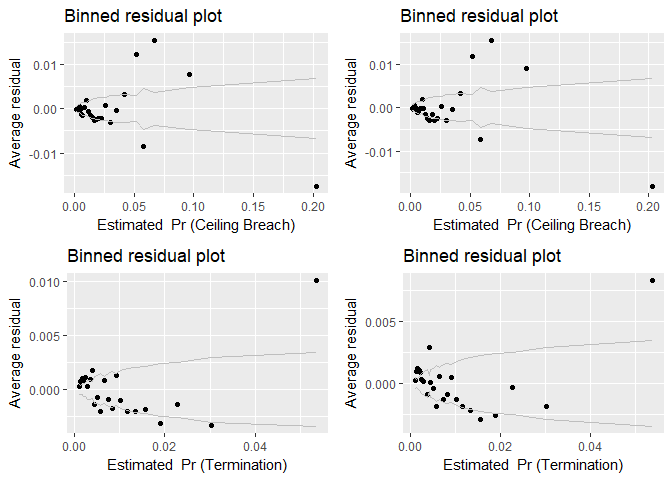 Binned residual plot
Average residual
0.01
0.00
-0.01
0.00 0.05 0.10 0.15 0.20
Estimated Pr (Ceiling Breach)
Binned residual plot
Average residual
0.01
0.00
-0.01
0.00 0.05 0.10 0.15 0.20
Estimated Pr (Ceiling Breach)
Binned residual plot
Average residual
0.010
0.005
0.000
0.00 0.02 0.04
Estimated Pr (Termination)
Binned residual plot
Average residual
0.005
0.000
0.00 0.02 0.04
Estimated Pr (Termination)